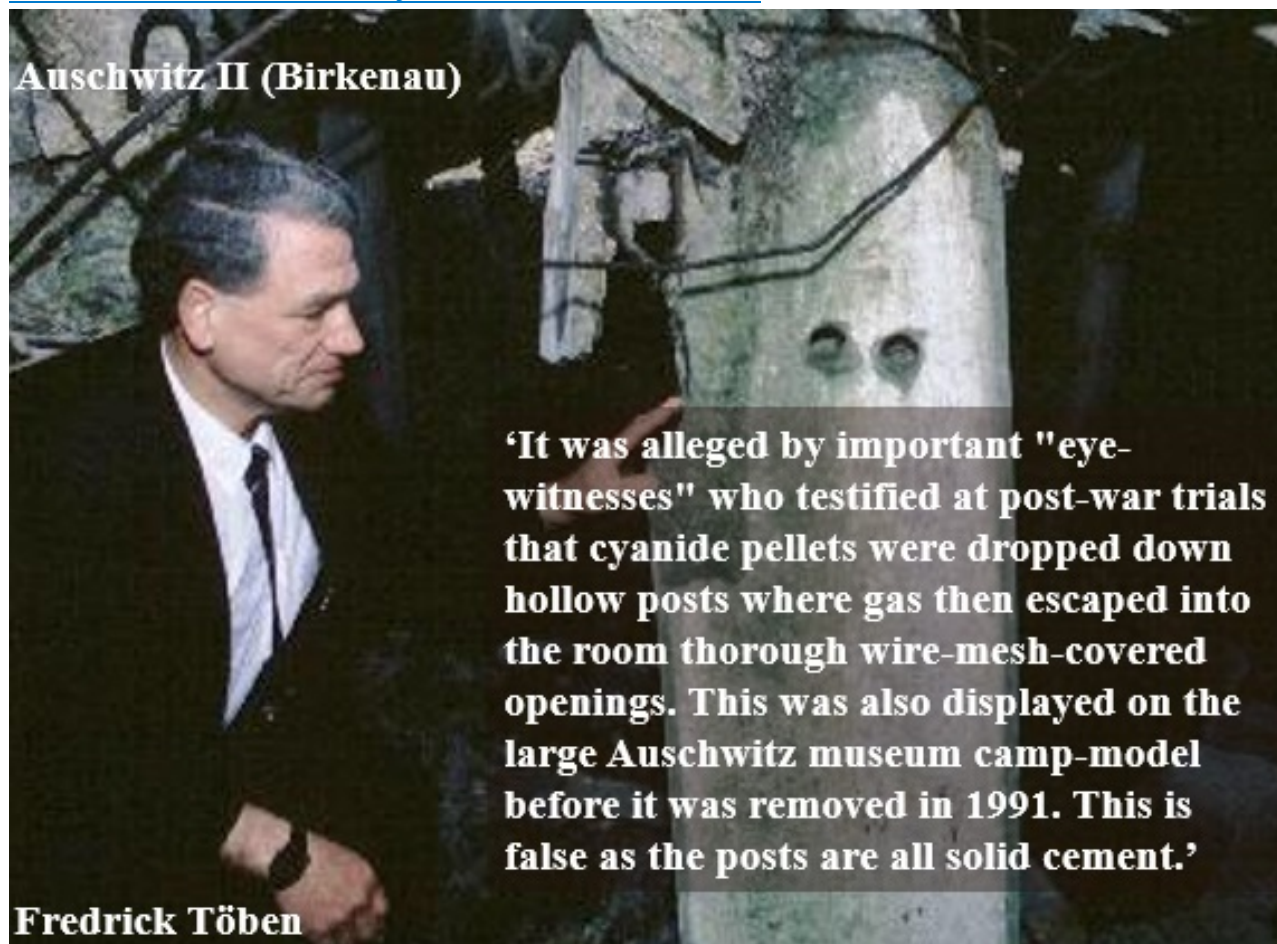 Auschwitz II (Birkenau)
‘It was alleged by important "eye-
witnesses" who testified at post-war trials
that cyanide pellets were dropped down
hollow posts where gas then escaped into
the room thorough wire-mesh-covered
openings. This was also displayed on the
large Auschwitz museum camp-model
before it was removed in 1991. This is
false as the posts are all solid cement.’
Fredrick Töben